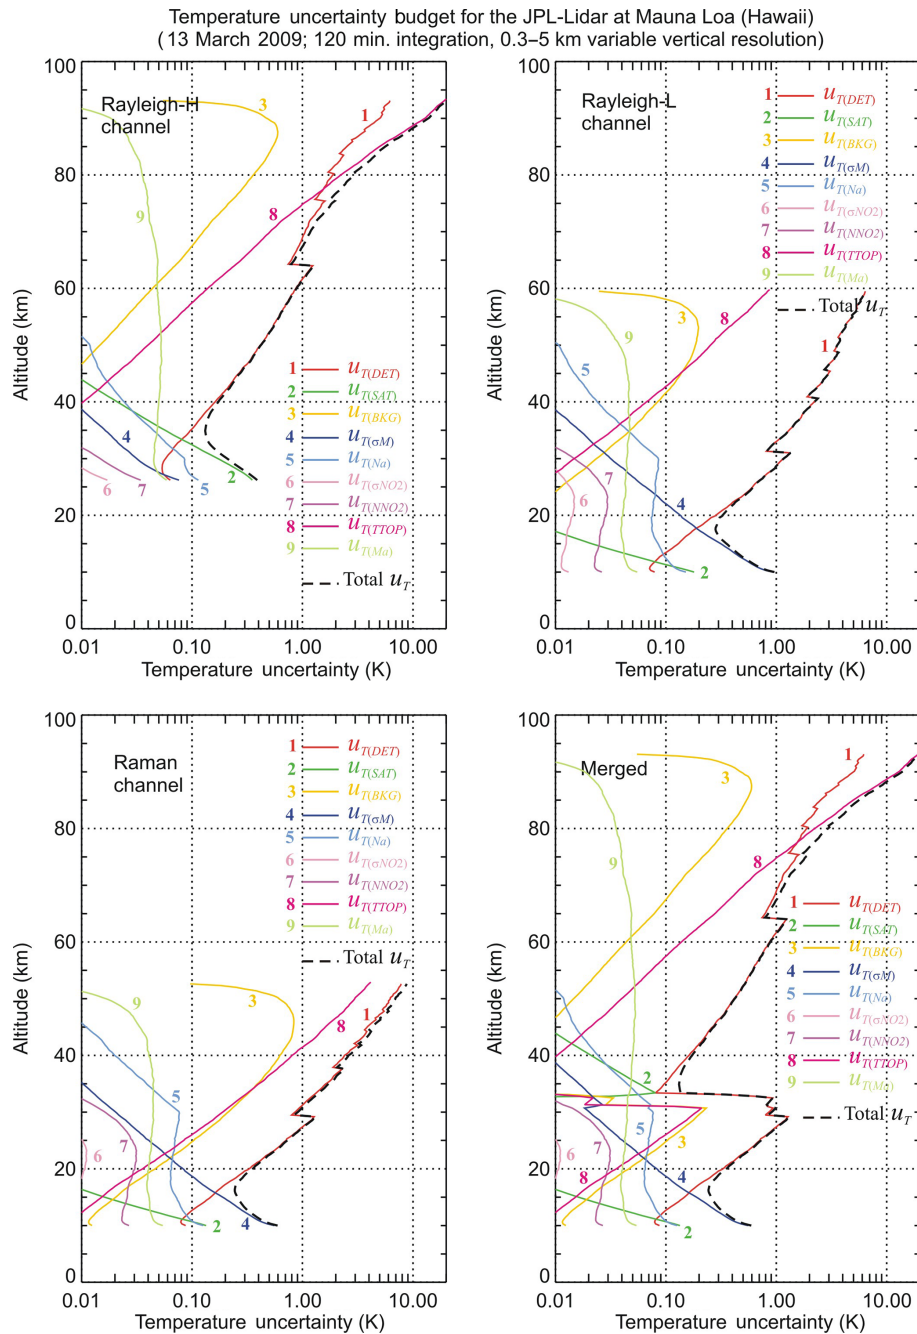 Temperature uncertainty budget for the JPL-Lidar at Mauna Loa (Hawaii)
( 13 March 2009; 120 min. integration, 0.3–5 km variable vertical resolution)
Rayleigh-H
channel
Altitude (km)
100
80
60
40
20
0
3
1
9
8
4
2
5
6
7
1 u_T(DET)
2 u_T(SAT)
3 u_T(BKG)
4 u_T(σM)
5 u_T(Na)
6 u_T(σNO2)
7 u_T(NNO2)
8 u_T(TTOP)
9 u_T(Ma)
Total u_T
0.01 0.10 1.00 10.00
Temperature uncertainty (K)
Rayleigh-L
channel
Altitude (km)
100
80
60
40
20
0
1 u_T(DET)
2 u_T(SAT)
3 u_T(BKG)
4 u_T(σM)
5 u_T(Na)
6 u_T(σNO2)
7 u_T(NNO2)
8 u_T(TTOP)
9 u_T(Ma)
Total u_T
3
8
9
1
5
7
6
4
2
0.01 0.10 1.00 10.00
Temperature uncertainty (K)
Raman
channel
Altitude (km)
100
80
60
40
20
0
1 u_T(DET)
2 u_T(SAT)
3 u_T(BKG)
4 u_T(σM)
5 u_T(Na)
6 u_T(σNO2)
7 u_T(NNO2)
8 u_T(TTOP)
9 u_T(Ma)
Total u_T
9
3
8
1
5
7
6
2
4
0.01 0.10 1.00 10.00
Temperature uncertainty (K)
Merged
Altitude (km)
100
80
60
40
20
0
1
3
9
8
1 u_T(DET)
2 u_T(SAT)
3 u_T(BKG)
4 u_T(σM)
5 u_T(Na)
6 u_T(σNO2)
7 u_T(NNO2)
8 u_T(TTOP)
9 u_T(Ma)
Total u_T
2
5
7
6
3
8
4
2
0.01 0.10 1.00 10.00
Temperature uncertainty (K)